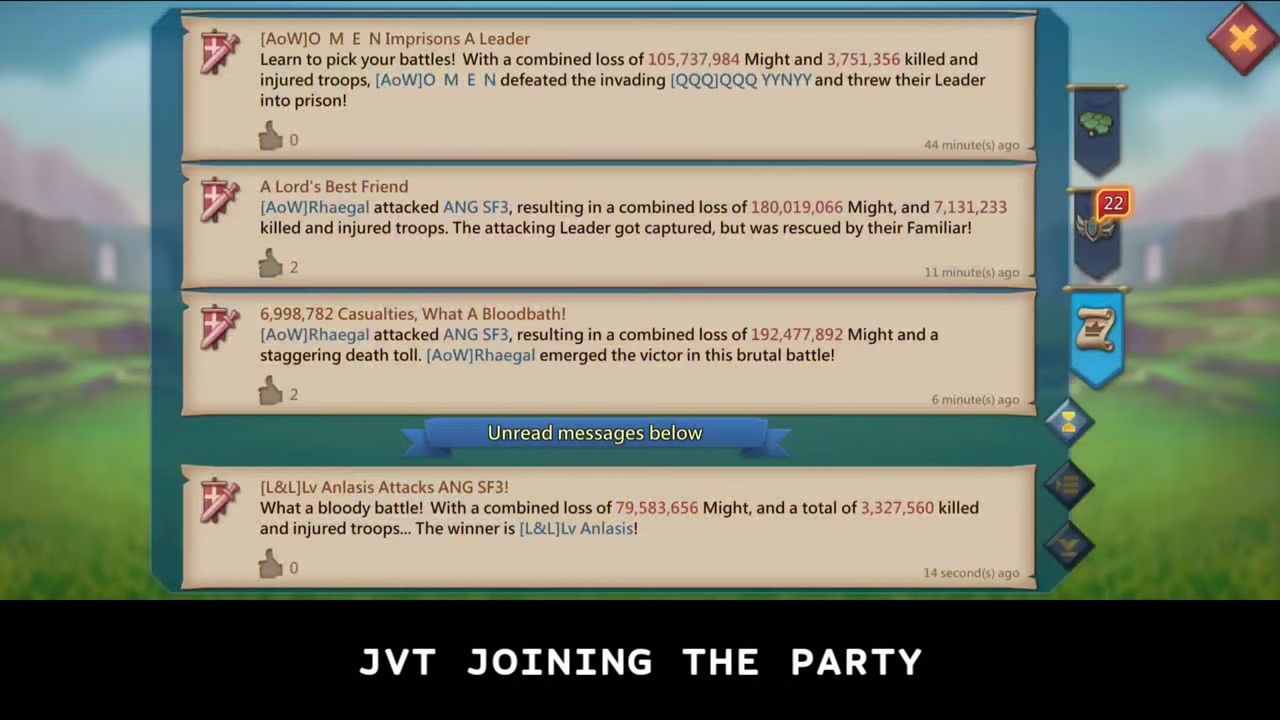 [AoW]O M E N Imprisons A Leader
Learn to pick your battles! With a combined loss of 105,737,984 Might and 3,751,356 killed and
injured troops, [AoW]O M E N defeated the invading [QQQ]QQQ YYNYY and threw their Leader
into prison!
0
44 minute(s) ago
A Lord's Best Friend
[AoW]Rhaegal attacked ANG SF3, resulting in a combined loss of 180,019,066 Might, and 7,131,233
killed and injured troops. The attacking Leader got captured, but was rescued by their Familiar!
2
11 minute(s) ago
22
6,998,782 Casualties, What A Bloodbath!
[AoW]Rhaegal attacked ANG SF3, resulting in a combined loss of 192,477,892 Might and a
staggering death toll. [AoW]Rhaegal emerged the victor in this brutal battle!
2
6 minute(s) ago
Unread messages below
[L&L]Lv Anlasis Attacks ANG SF3!
What a bloody battle! With a combined loss of 79,583,656 Might, and a total of 3,327,560 killed
and injured troops... The winner is [L&L]Lv Anlasis!
0
14 second(s) ago
JVT JOINING THE PARTY